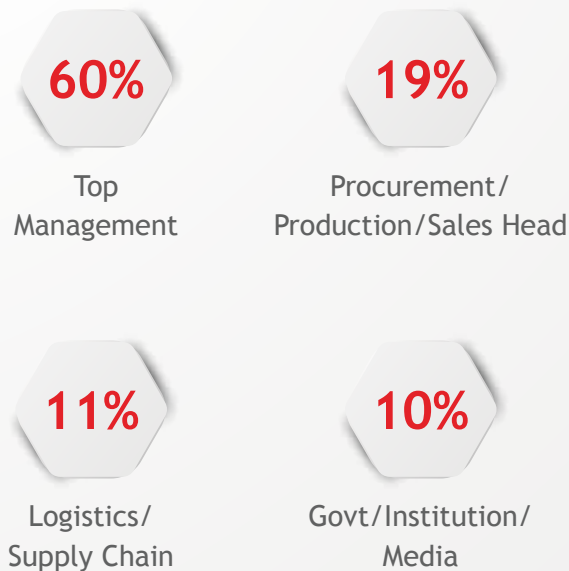 60%
Top
Management
19%
Procurement/
Production/Sales Head
11%
Logistics/
Supply Chain
10%
Govt/Institution/
Media